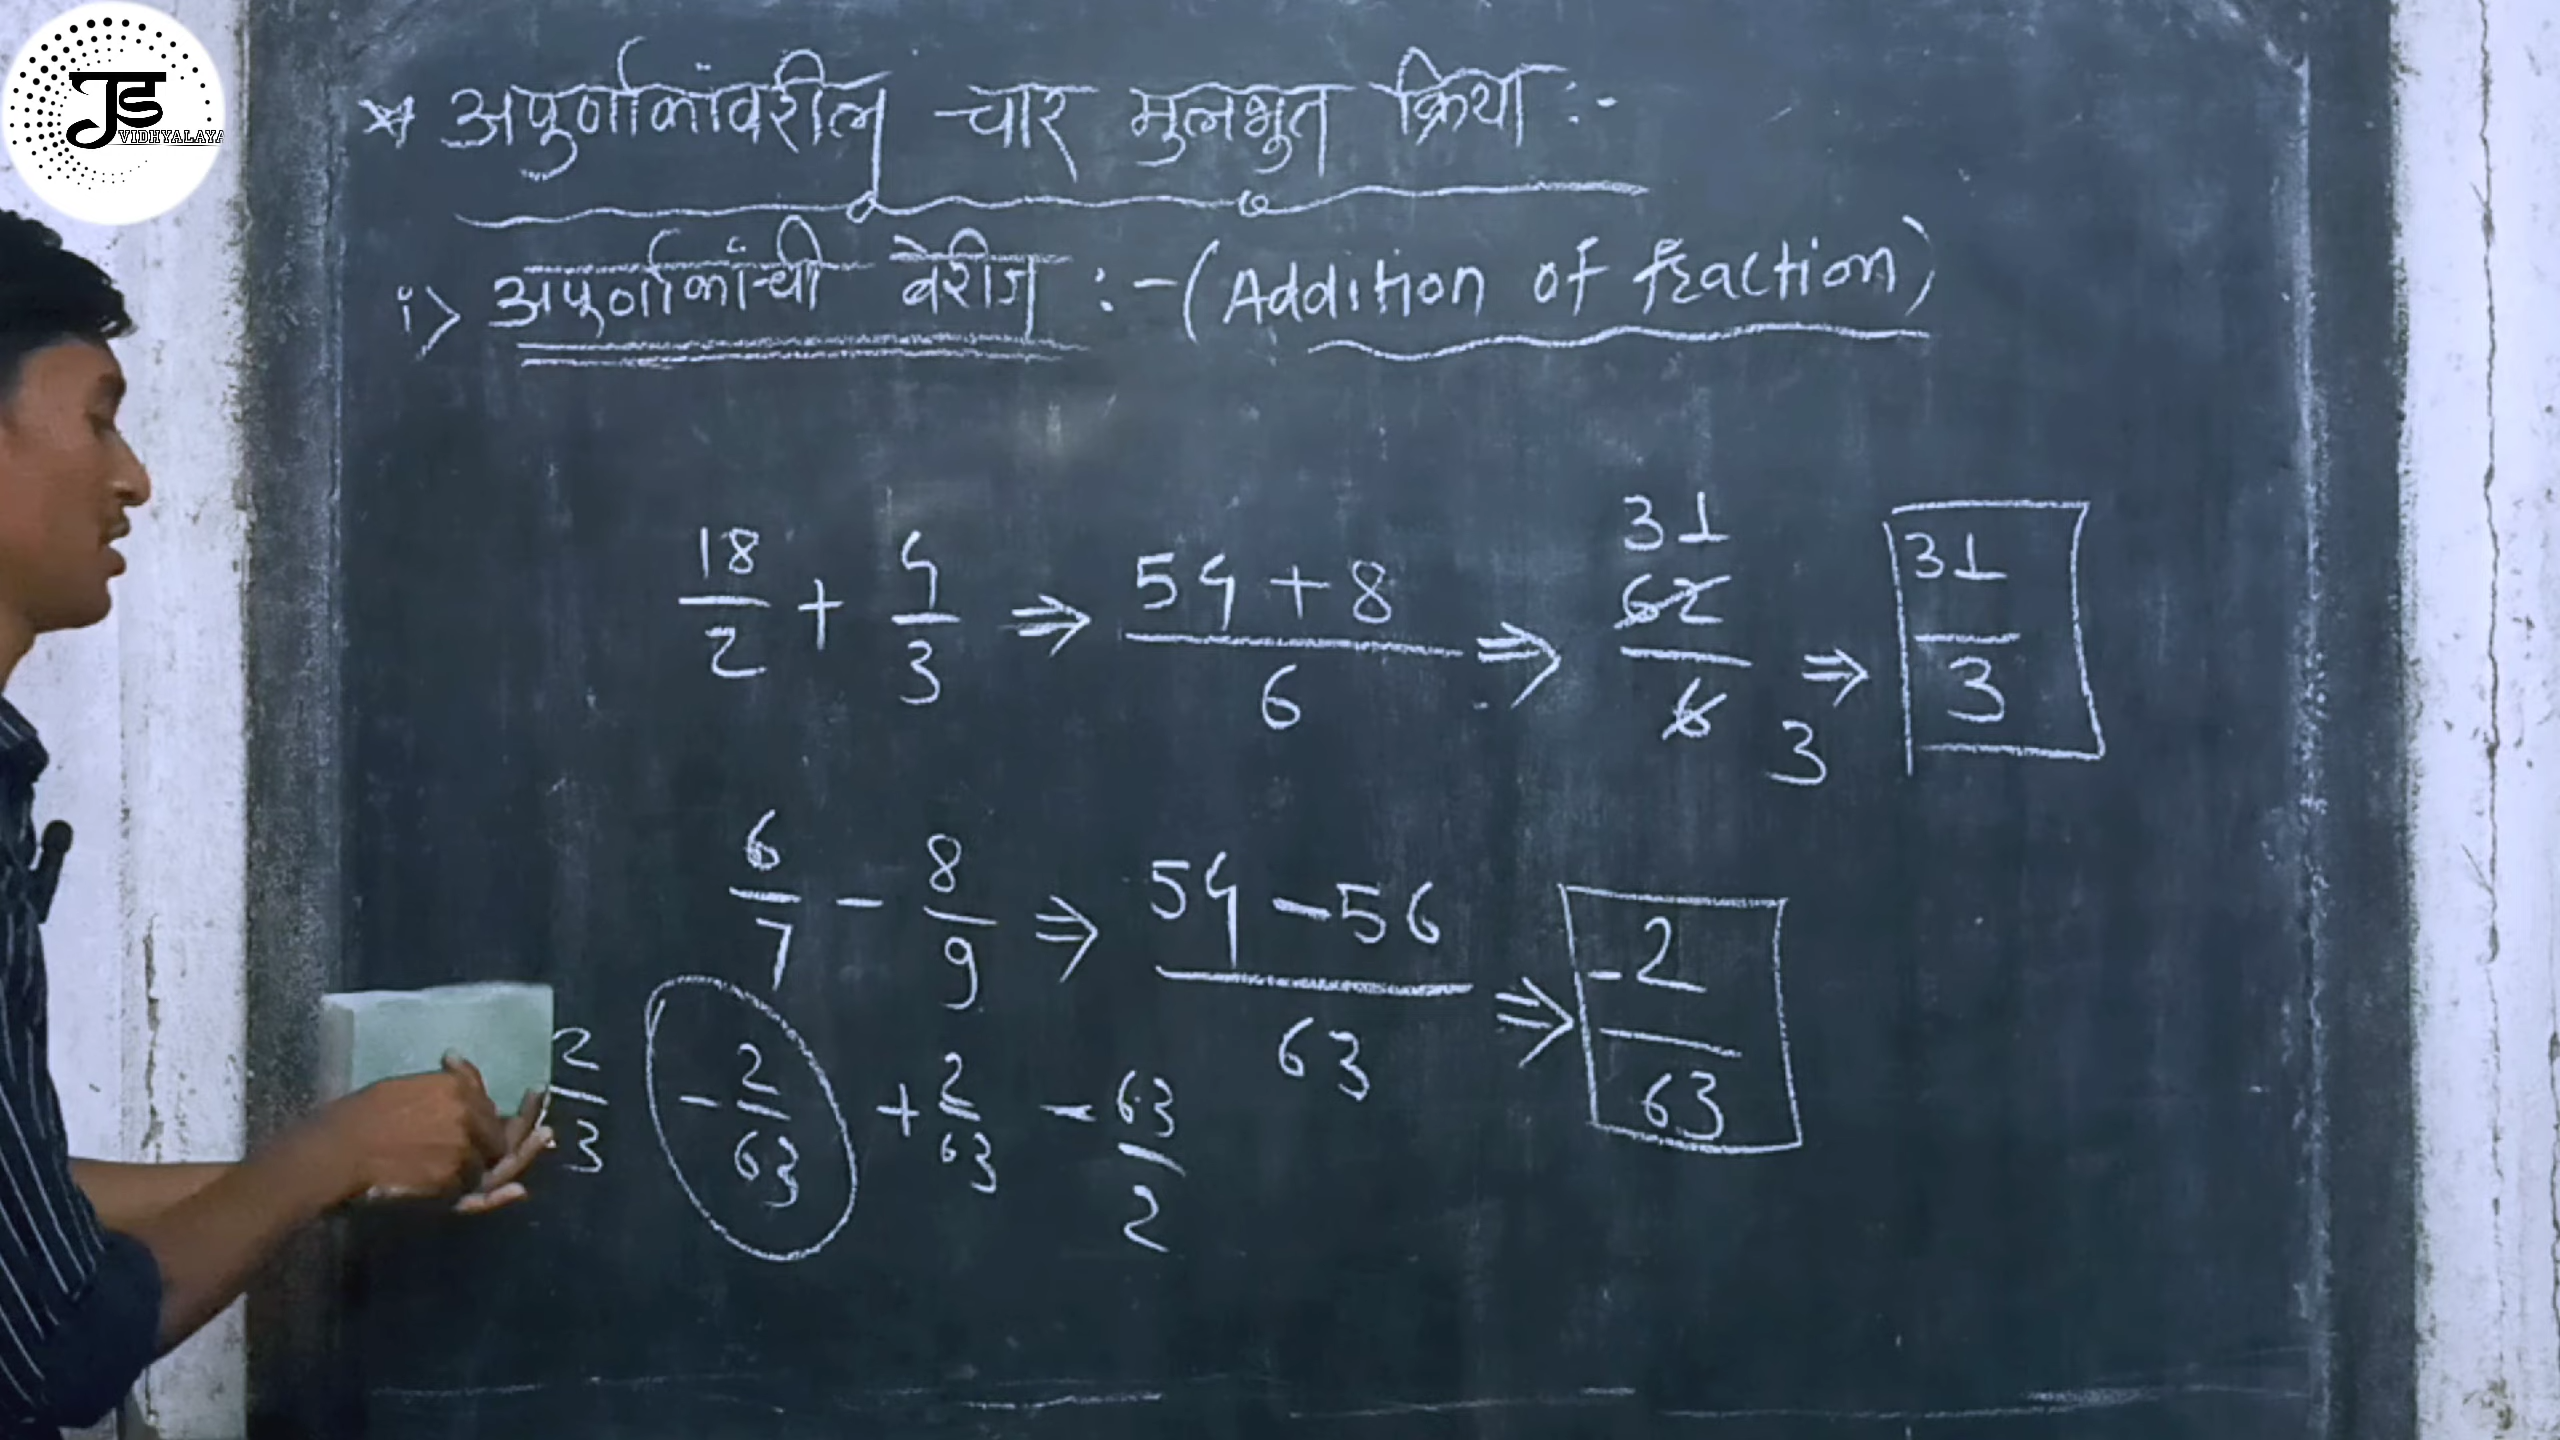 JS
VIDHYALAYA
* अपुर्णांकांवरील चार मुलभुत क्रिया :-
i> अपुर्णांकांची बेरीज :- (Addition of fraction)
18/2 + 4/3 ⇒ 54 + 8/6 ⇒ 31 62/6 3 ⇒ 31/3
6/7 - 8/9 ⇒ 54 - 56/63 ⇒ -2/63
2/3 -2/63 + 2/63 - 63/2